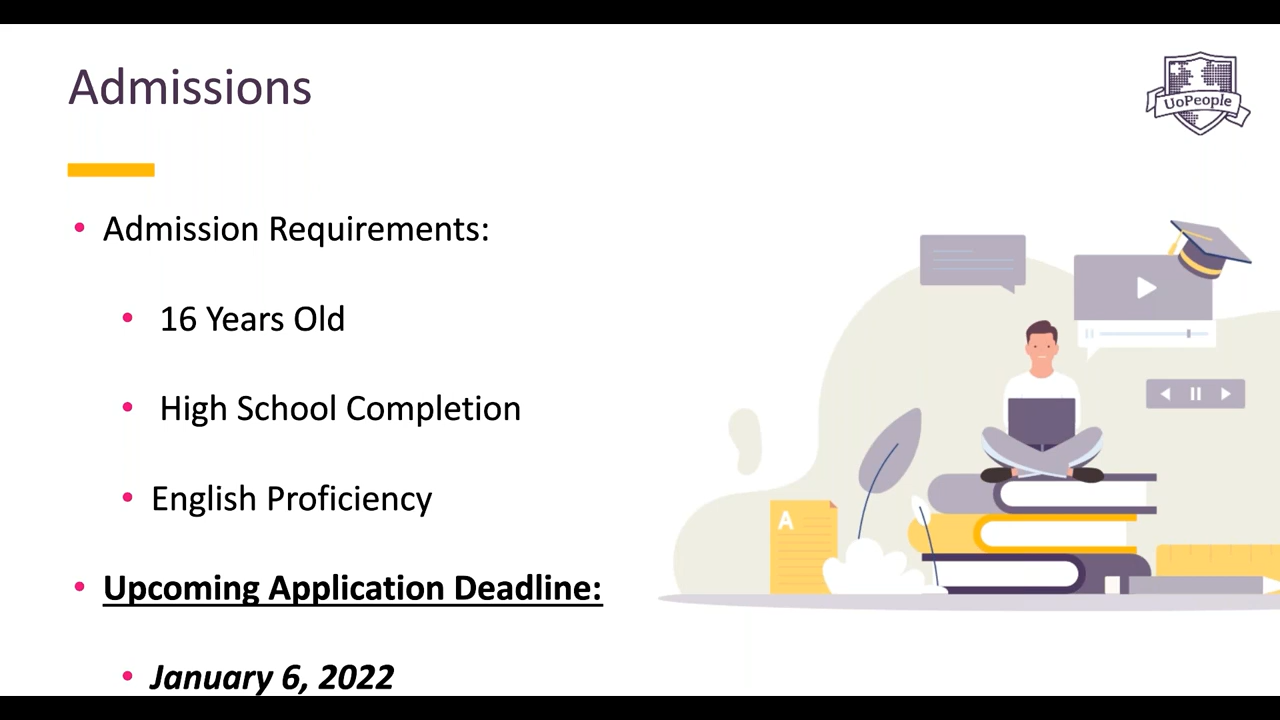 Admissions
UoPeople
• Admission Requirements:
• 16 Years Old
• High School Completion
• English Proficiency
• Upcoming Application Deadline:
• January 6, 2022
A